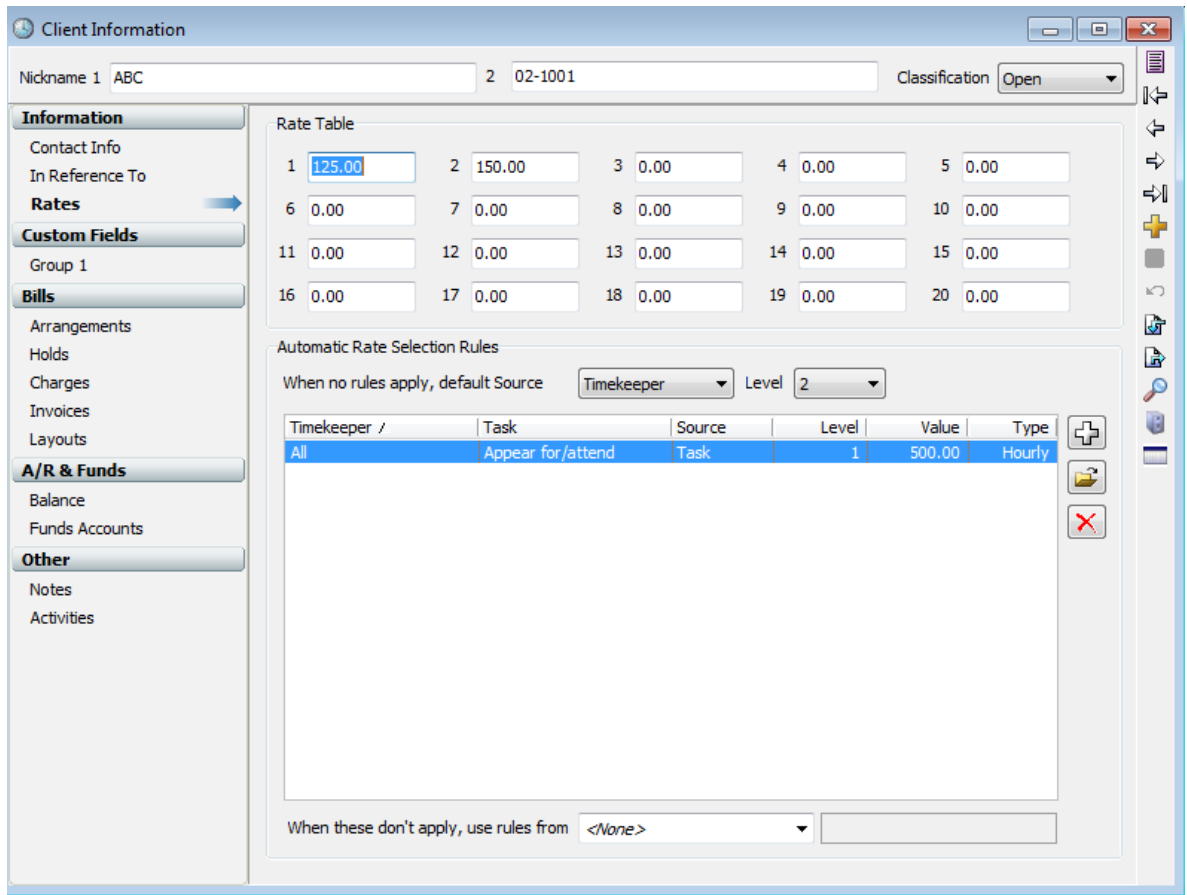 Client Information
Nickname 1 ABC 2 02-1001 Classification Open
Information
Contact Info
In Reference To
Rates
Custom Fields
Group 1
Bills
Arrangements
Holds
Charges
Invoices
Layouts
A/R & Funds
Balance
Funds Accounts
Other
Notes
Activities
Rate Table
1 125.00 2 150.00 3 0.00 4 0.00 5 0.00
6 0.00 7 0.00 8 0.00 9 0.00 10 0.00
11 0.00 12 0.00 13 0.00 14 0.00 15 0.00
16 0.00 17 0.00 18 0.00 19 0.00 20 0.00
Automatic Rate Selection Rules
When no rules apply, default Source Timekeeper Level 2
Timekeeper / Task Source Level Value Type
All Appear for/attend Task 1 500.00 Hourly
When these don't apply, use rules from <None>